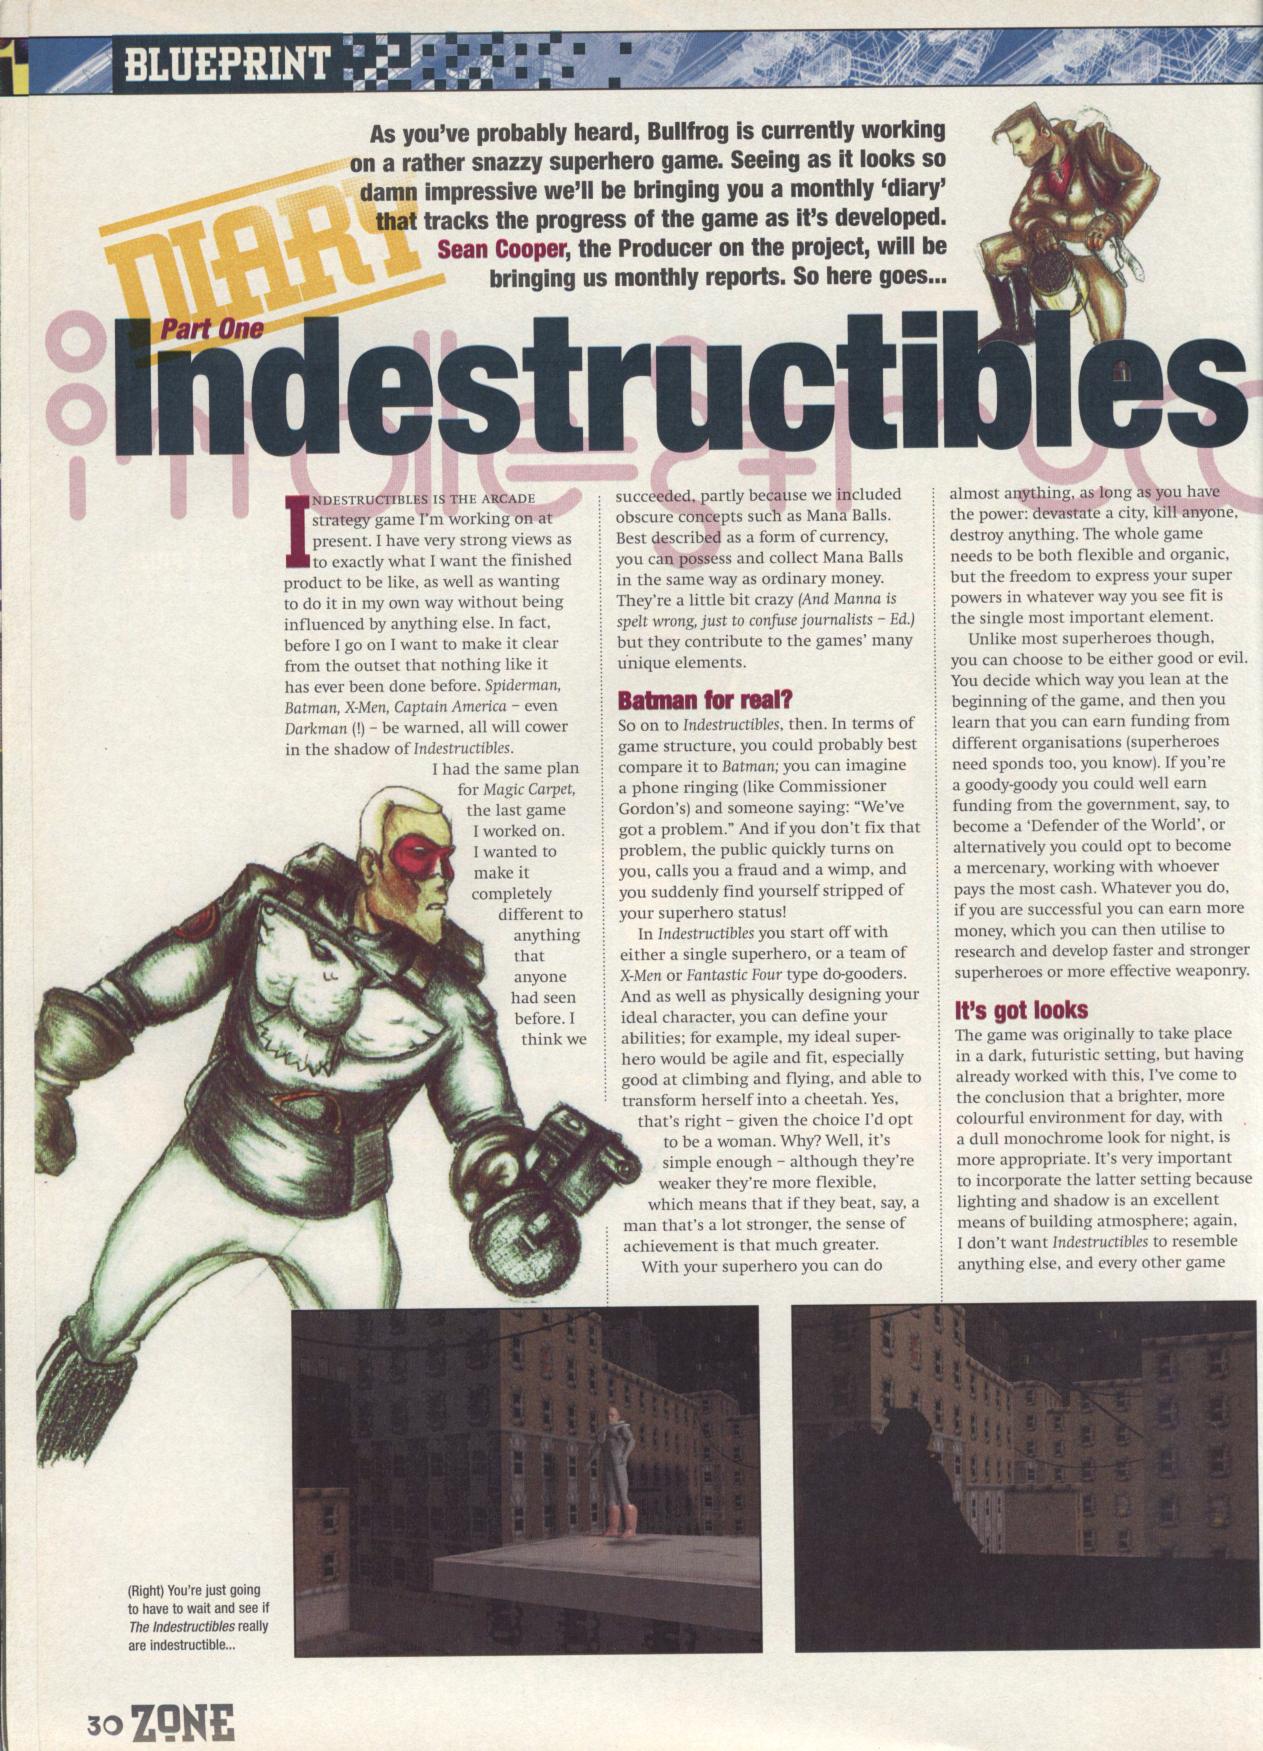 BLUEPRINT
As you've probably heard, Bullfrog is currently working
on a rather snazzy superhero game. Seeing as it looks so
damn impressive we'll be bringing you a monthly 'diary'
that tracks the progress of the game as it's developed.
Sean Cooper, the Producer on the project, will be
bringing us monthly reports. So here goes...
DIARY
Part One
Indestructibles
INDESTRUCTIBLES IS THE ARCADE
strategy game I'm working on at
present. I have very strong views as
to exactly what I want the finished
product to be like, as well as wanting
to do it in my own way without being
influenced by anything else. In fact,
before I go on I want to make it clear
from the outset that nothing like it
has ever been done before. Spiderman,
Batman, X-Men, Captain America – even
Darkman (!) – be warned, all will cower
in the shadow of Indestructibles.
I had the same plan
for Magic Carpet,
the last game
I worked on.
I wanted to
make it
completely
different to
anything
that
anyone
had seen
before. I
think we
succeeded, partly because we included
obscure concepts such as Mana Balls.
Best described as a form of currency,
you can possess and collect Mana Balls
in the same way as ordinary money.
They're a little bit crazy (And Manna is
spelt wrong, just to confuse journalists – Ed.)
but they contribute to the games' many
unique elements.
Batman for real?
So on to Indestructibles, then. In terms of
game structure, you could probably best
compare it to Batman; you can imagine
a phone ringing (like Commissioner
Gordon's) and someone saying: "We've
got a problem." And if you don't fix that
problem, the public quickly turns on
you, calls you a fraud and a wimp, and
you suddenly find yourself stripped of
your superhero status!
In Indestructibles you start off with
either a single superhero, or a team of
X-Men or Fantastic Four type do-gooders.
And as well as physically designing your
ideal character, you can define your
abilities; for example, my ideal super-
hero would be agile and fit, especially
good at climbing and flying, and able to
transform herself into a cheetah. Yes,
that's right – given the choice I'd opt
to be a woman. Why? Well, it's
simple enough – although they're
weaker they're more flexible,
which means that if they beat, say, a
man that's a lot stronger, the sense of
achievement is that much greater.
With your superhero you can do
almost anything, as long as you have
the power: devastate a city, kill anyone,
destroy anything. The whole game
needs to be both flexible and organic,
but the freedom to express your super
powers in whatever way you see fit is
the single most important element.
Unlike most superheroes though,
you can choose to be either good or evil.
You decide which way you lean at the
beginning of the game, and then you
learn that you can earn funding from
different organisations (superheroes
need sponds too, you know). If you're
a goody-goody you could well earn
funding from the government, say, to
become a 'Defender of the World', or
alternatively you could opt to become
a mercenary, working with whoever
pays the most cash. Whatever you do,
if you are successful you can earn more
money, which you can then utilise to
research and develop faster and stronger
superheroes or more effective weaponry.
It's got looks
The game was originally to take place
in a dark, futuristic setting, but having
already worked with this, I've come to
the conclusion that a brighter, more
colourful environment for day, with
a dull monochrome look for night, is
more appropriate. It's very important
to incorporate the latter setting because
lighting and shadow is an excellent
means of building atmosphere; again,
I don't want Indestructibles to resemble
anything else, and every other game
(Right) You're just going
to have to wait and see if
The Indestructibles really
are indestructible...
30 ZONE